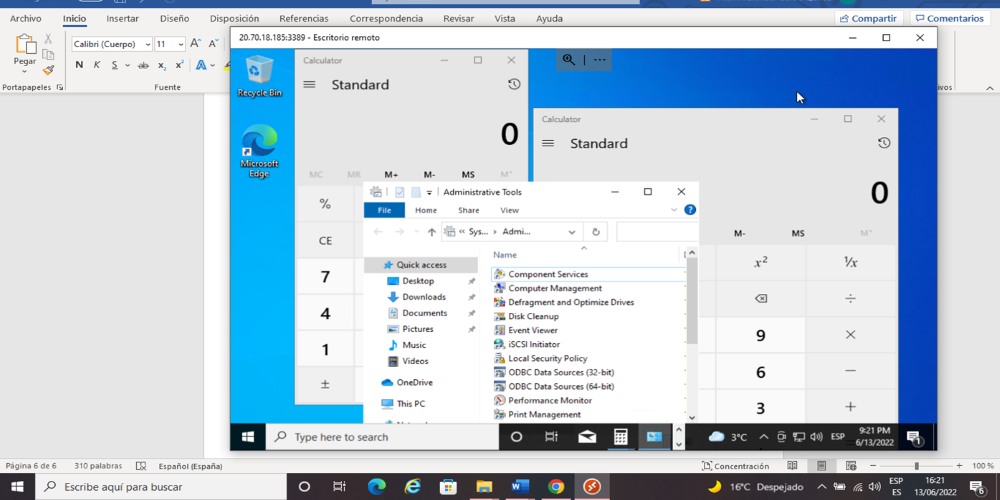 Archivo Inicio Insertar Diseño Disposición Referencias Correspondencia Revisar Vista Ayuda Compartir Comentarios
20.70.18.185:3389 - Escritorio remoto
Calibri (Cuerpo) 11 A A
Pegar
N K S ab x₂ x² A
Portapapeles Fuente
Recycle Bin
Microsoft
Edge
Calculator
Standard
0
MC MR M+ M- MS M˅
%
CE
7
4
1
±
Calculator
Standard
0
M- MS M˅
x² ¹/x
÷
9 ×
6 −
3 +
Administrative Tools
File Home Share View
« Sys... › Admi...
Quick access
Desktop
Downloads
Documents
Pictures
Music
Videos
OneDrive
This PC
Name
Component Services
Computer Management
Defragment and Optimize Drives
Disk Cleanup
Event Viewer
iSCSI Initiator
Local Security Policy
ODBC Data Sources (32-bit)
ODBC Data Sources (64-bit)
Performance Monitor
Print Management
Type here to search 3°C ESP 9:21 PM
6/13/2022 1
Página 6 de 6 310 palabras Español (España) Concentración 100 %
Escribe aquí para buscar 16°C Despejado ESP
ES
16:21
13/06/2022 6